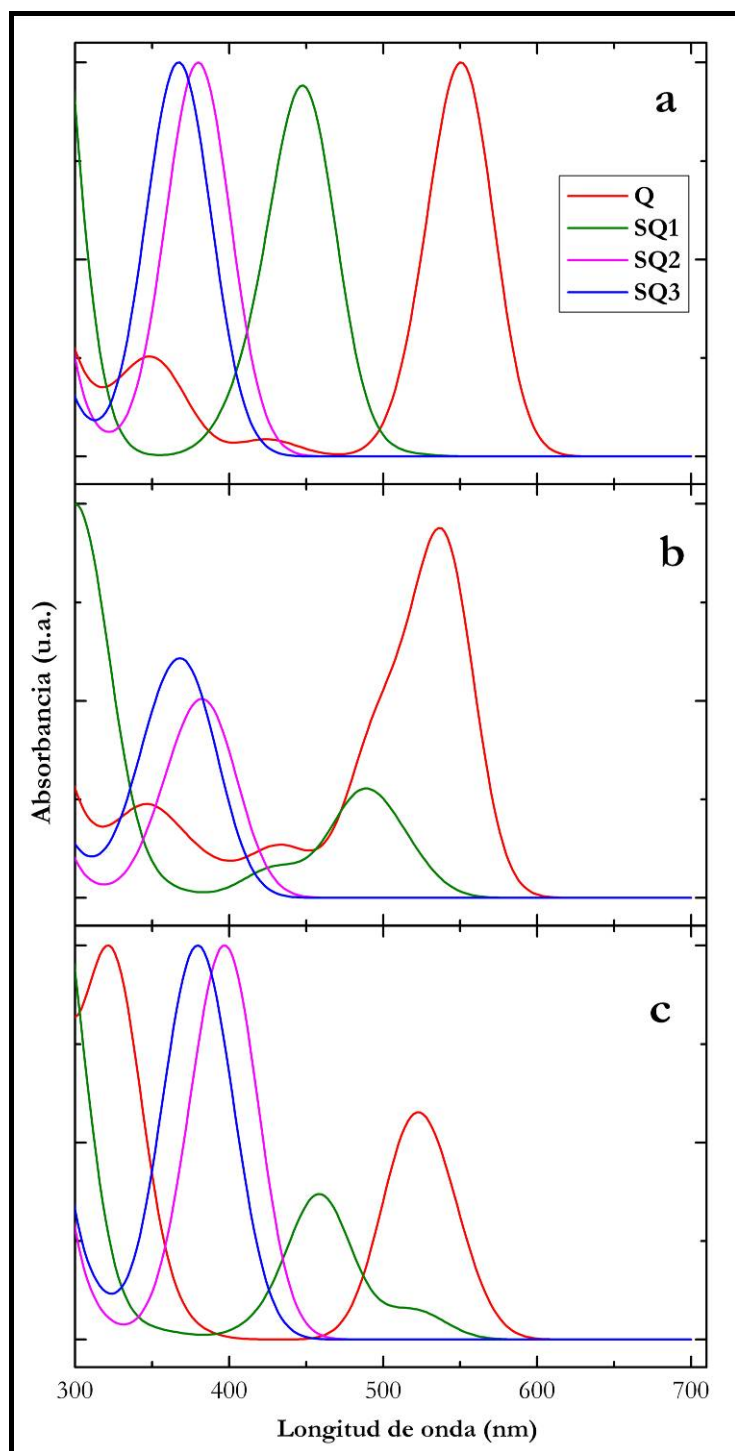 a
Q
SQ1
SQ2
SQ3
b
Absorbancia (u.a.)
c
300 400 500 600 700
Longitud de onda (nm)